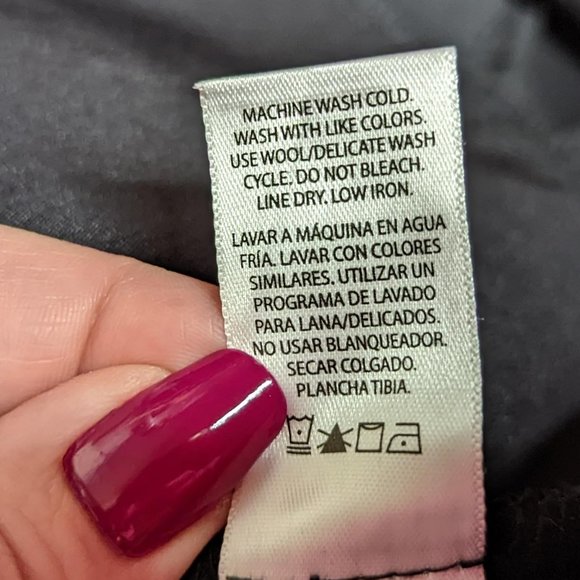 MACHINE WASH COLD.
WASH WITH LIKE COLORS.
USE WOOL/DELICATE WASH
CYCLE. DO NOT BLEACH.
LINE DRY. LOW IRON.
LAVAR A MÁQUINA EN AGUA
FRÍA. LAVAR CON COLORES
SIMILARES. UTILIZAR UN
PROGRAMA DE LAVADO
PARA LANA/DELICADOS.
NO USAR BLANQUEADOR.
SECAR COLGADO.
PLANCHA TIBIA.